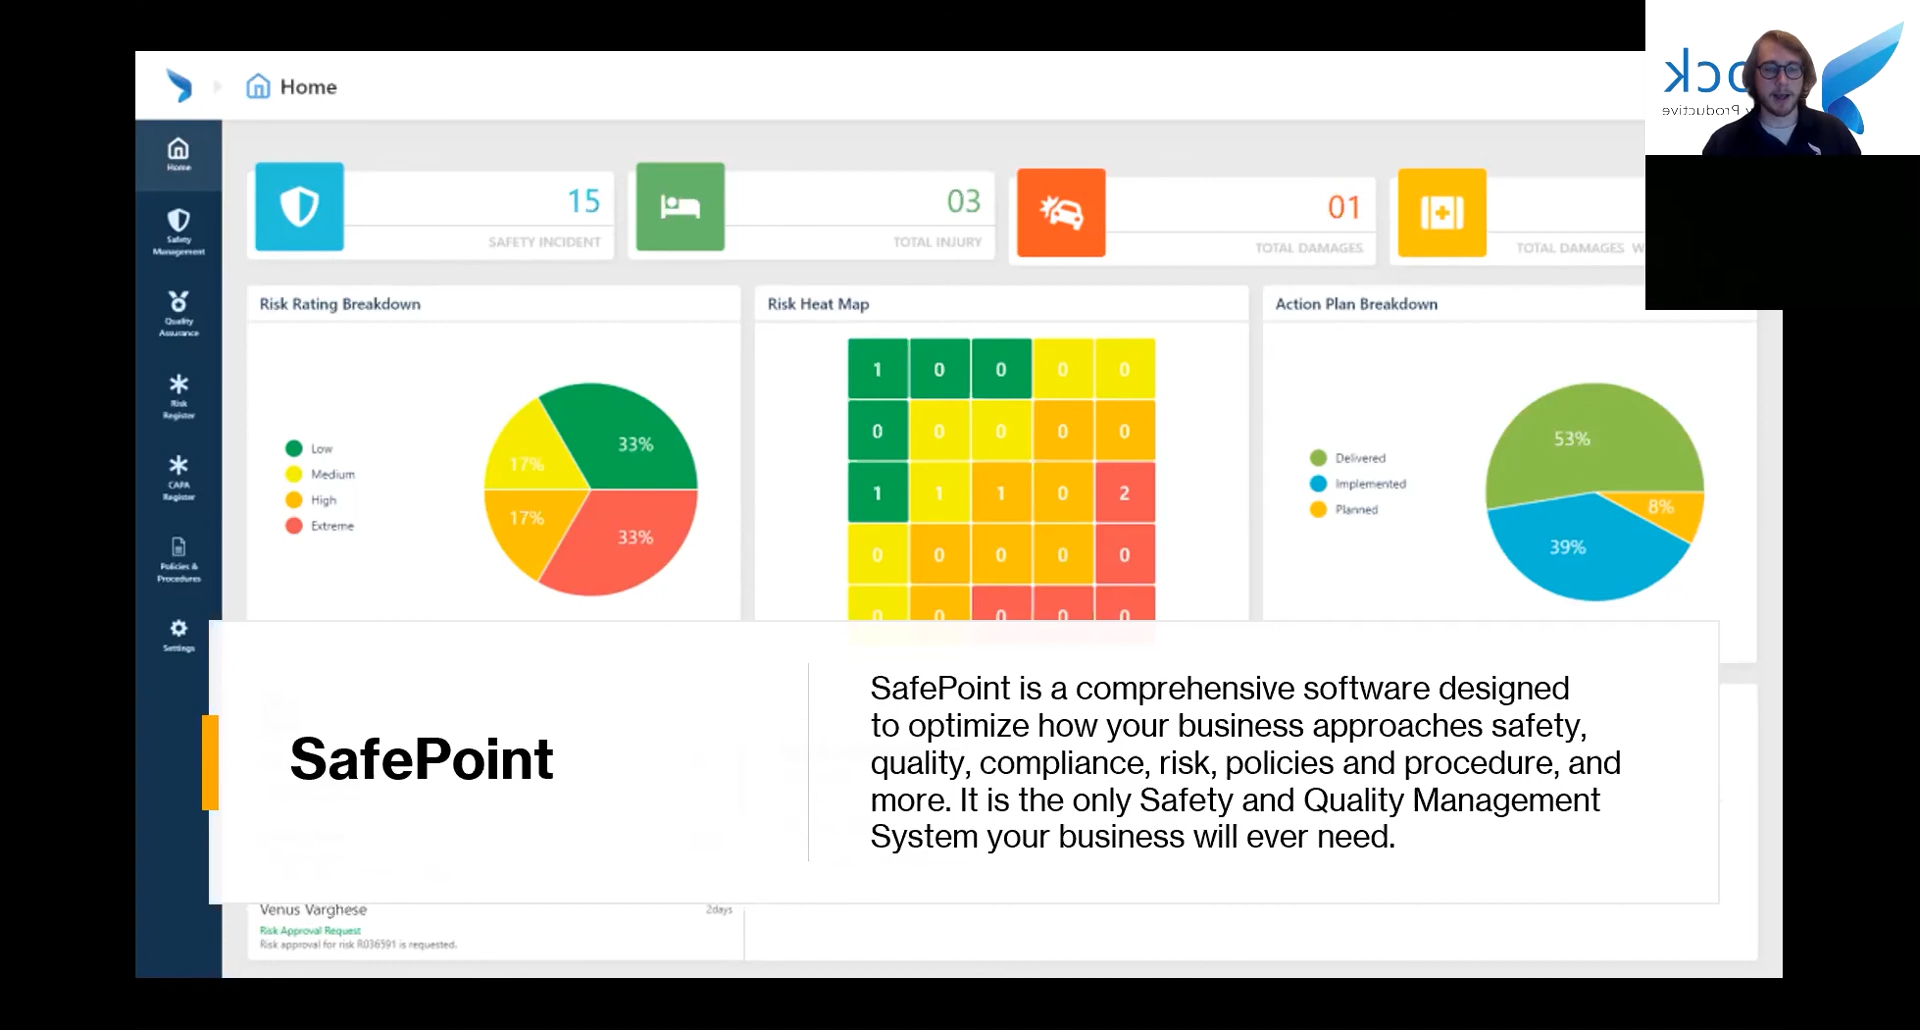 Home
ock
y Productive
Home
Safety
Management
Quality
Assurance
Risk
Register
CAPA
Register
Policies &
Procedures
Settings
15
SAFETY INCIDENT
03
TOTAL INJURY
01
TOTAL DAMAGES
TOTAL DAMAGES W
Risk Rating Breakdown
Low
Medium
High
Extreme
33%
17%
17%
33%
Risk Heat Map
1 0 0 0 0
0 0 0 0 0
1 1 1 0 2
0 0 0 0 0
0 0 0 0 0
Action Plan Breakdown
Delivered
Implemented
Planned
53%
8%
39%
SafePoint
SafePoint is a comprehensive software designed
to optimize how your business approaches safety,
quality, compliance, risk, policies and procedure, and
more. It is the only Safety and Quality Management
System your business will ever need.
Venus Varghese 2days
Risk Approval Request
Risk approval for risk R036591 is requested.